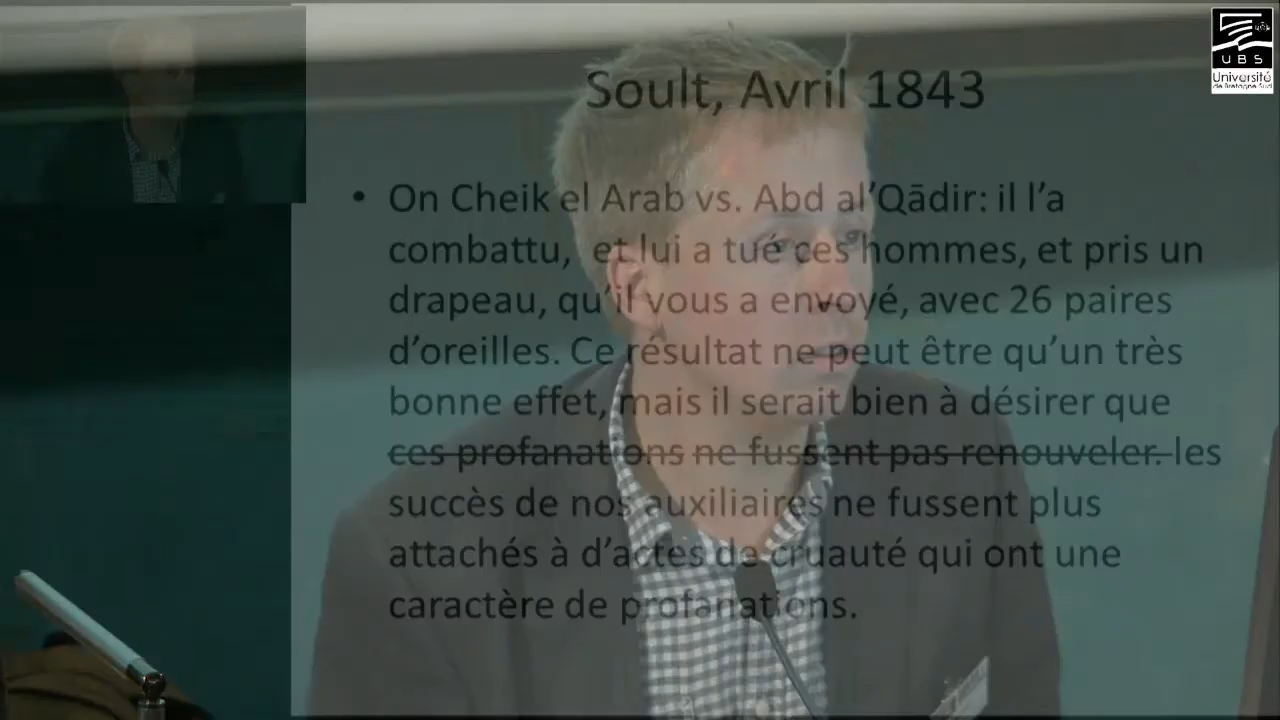 Soult, Avril 1843
• On Cheik el Arab vs. Abd al'Qādir: il l'a
combattu, et lui a tué ces hommes, et pris un
drapeau, qu'il vous a envoyé, avec 26 paires
d'oreilles. Ce résultat ne peut être qu'un très
bonne effet, mais il serait bien à désirer que
ces profanations ne fussent pas renouveler. les
succès de nos auxiliaires ne fussent plus
attachés à d'actes de cruauté qui ont une
caractère de profanations.
UBS
Université
de Bretagne-Sud